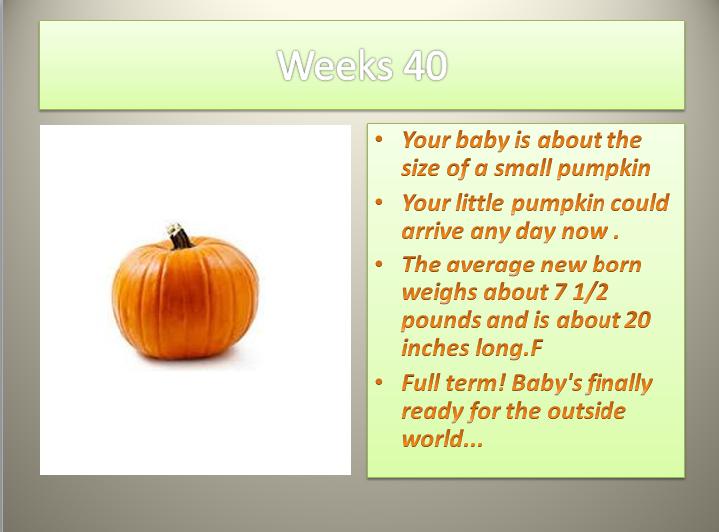 Weeks 40
• Your baby is about the
size of a small pumpkin
• Your little pumpkin could
arrive any day now .
• The average new born
weighs about 7 1/2
pounds and is about 20
inches long.F
• Full term! Baby's finally
ready for the outside
world...